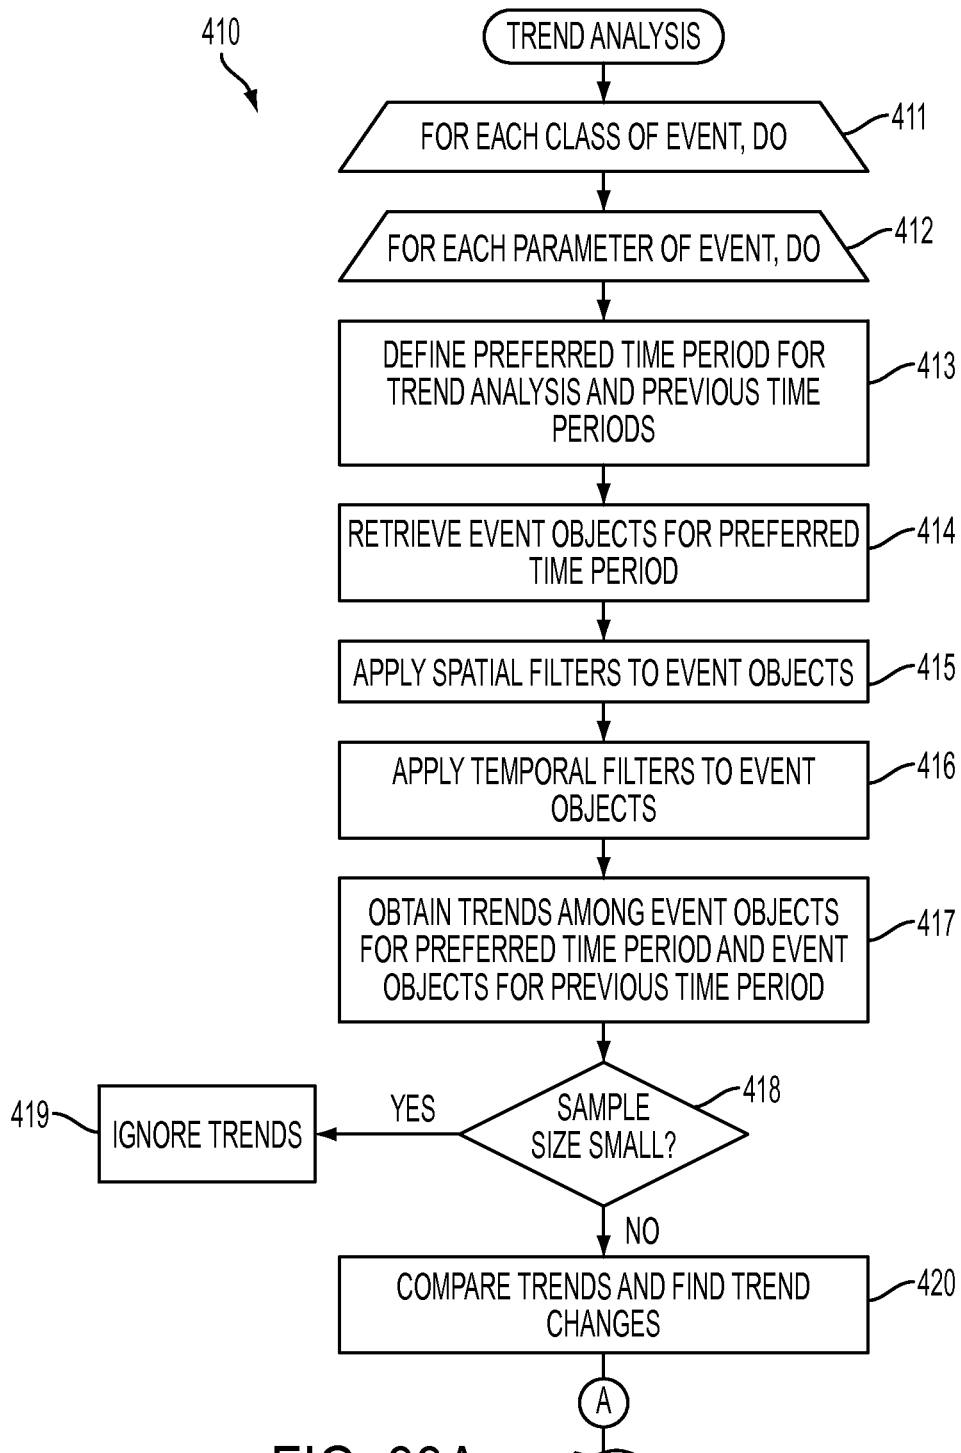 410
TREND ANALYSIS
FOR EACH CLASS OF EVENT, DO
411
FOR EACH PARAMETER OF EVENT, DO
412
DEFINE PREFERRED TIME PERIOD FOR
TREND ANALYSIS AND PREVIOUS TIME
PERIODS
413
RETRIEVE EVENT OBJECTS FOR PREFERRED
TIME PERIOD
414
APPLY SPATIAL FILTERS TO EVENT OBJECTS
415
APPLY TEMPORAL FILTERS TO EVENT
OBJECTS
416
OBTAIN TRENDS AMONG EVENT OBJECTS
FOR PREFERRED TIME PERIOD AND EVENT
OBJECTS FOR PREVIOUS TIME PERIOD
417
SAMPLE
SIZE SMALL?
418
YES
419
IGNORE TRENDS
NO
COMPARE TRENDS AND FIND TREND
CHANGES
420
A
FIG.